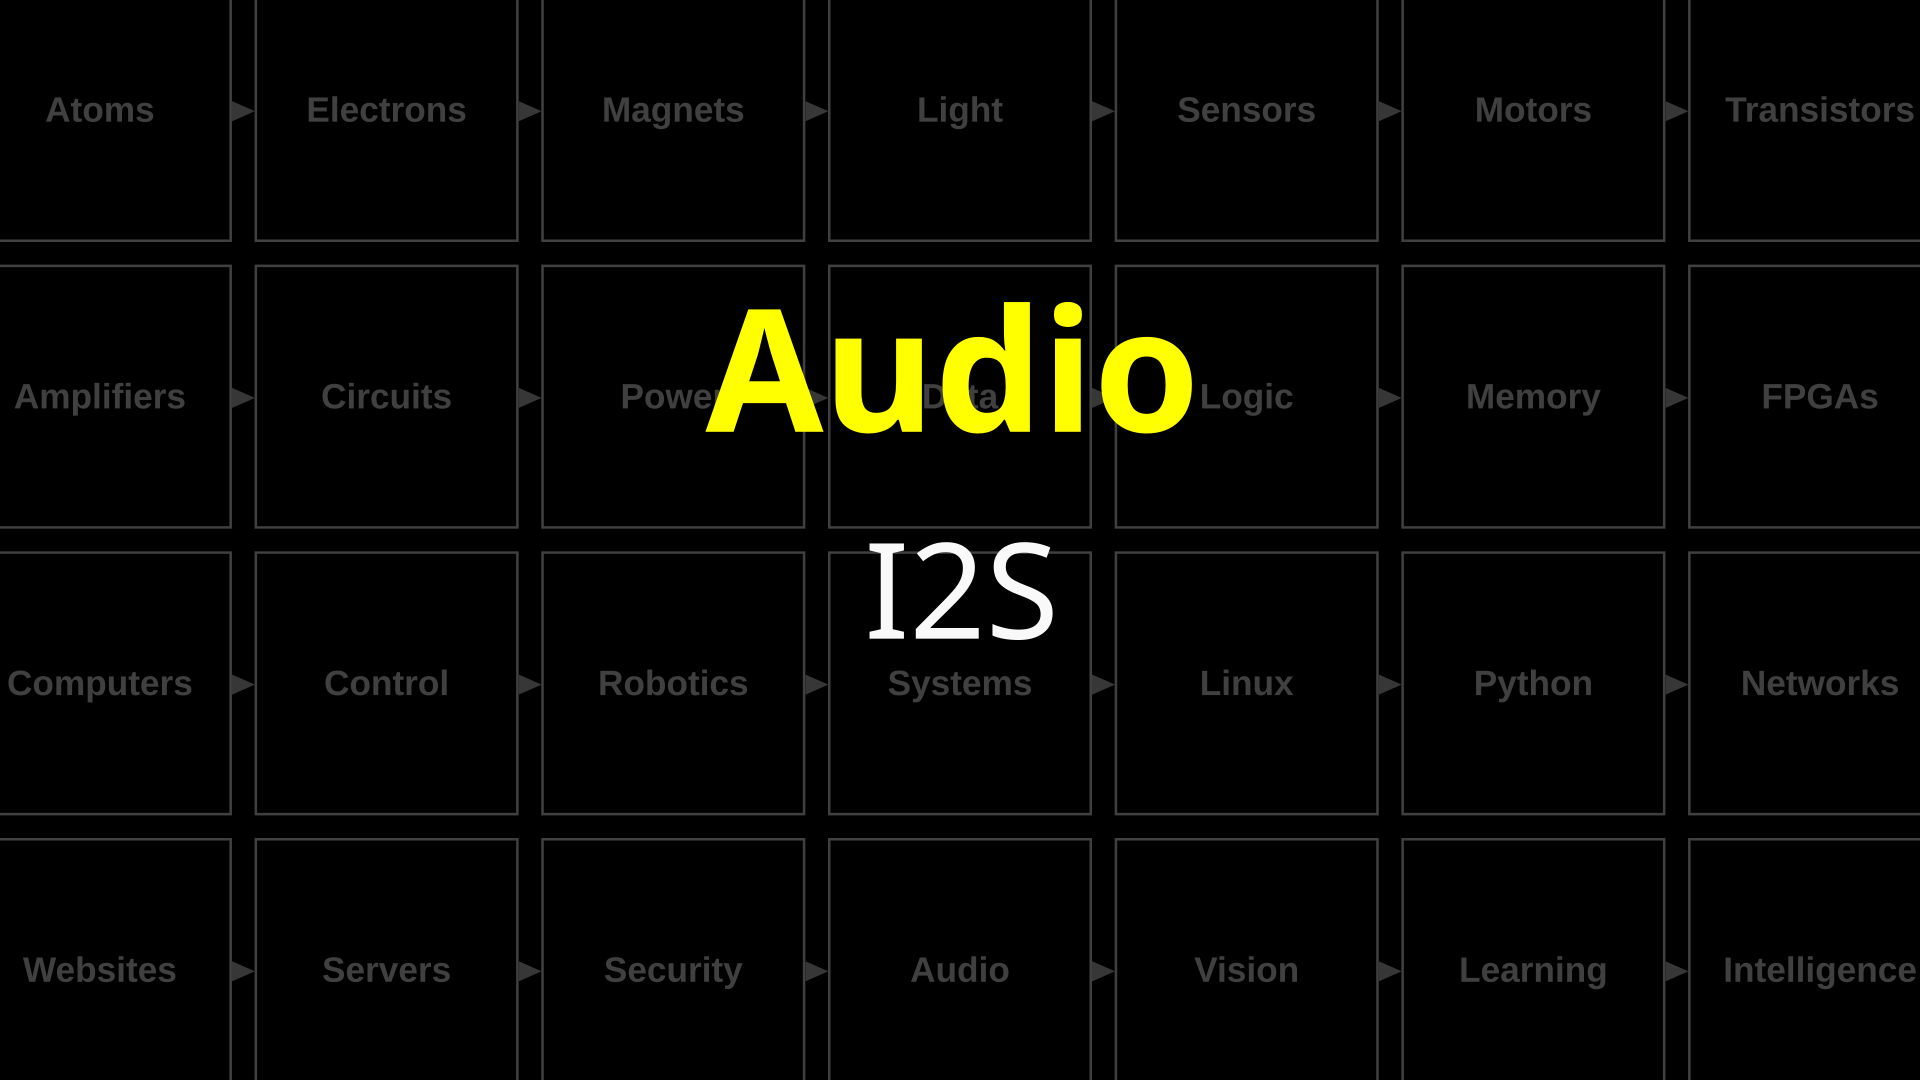 Atoms Electrons Magnets Light Sensors Motors Transistors
Audio
Amplifiers Circuits Power Data Logic Memory FPGAs
I2S
Computers Control Robotics Systems Linux Python Networks
Websites Servers Security Audio Vision Learning Intelligence